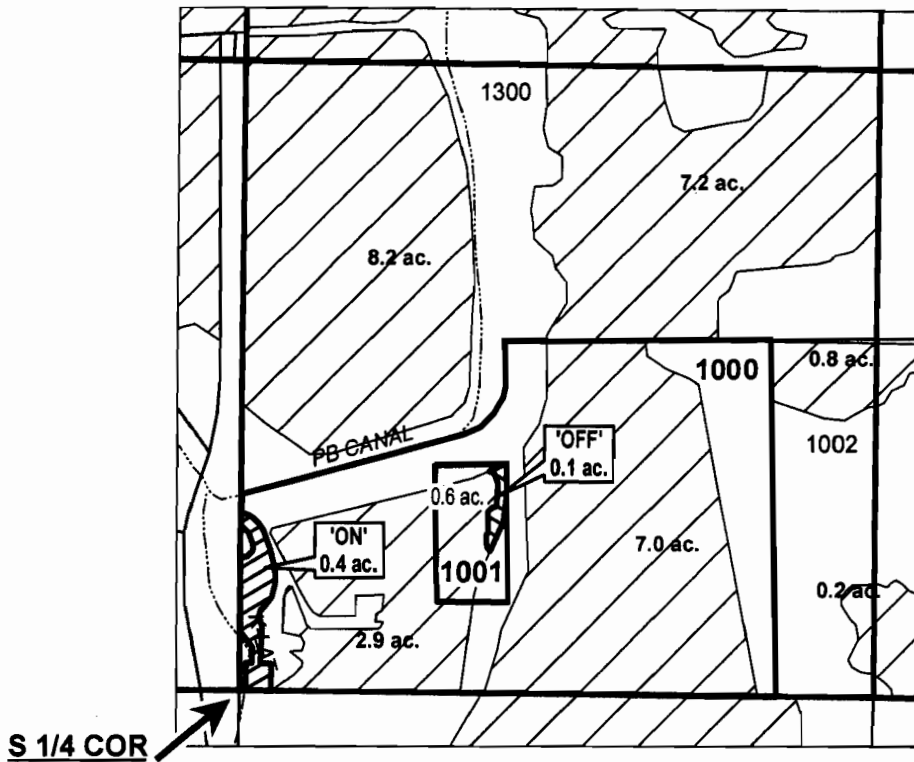 1300
7.2 ac.
8.2 ac.
1000
0.8 ac.
1002
PB CANAL
'OFF'
0.1 ac.
0.6 ac.
'ON'
0.4 ac.
1001
7.0 ac.
0.2 ac.
2.9 ac.
S 1/4 COR